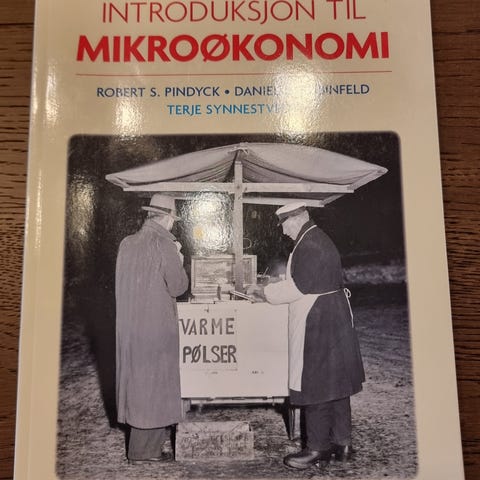 INTRODUKSJON TIL
MIKROØKONOMI
ROBERT S. PINDYCK • DANIEL
TERJE
VARME
PØLSER